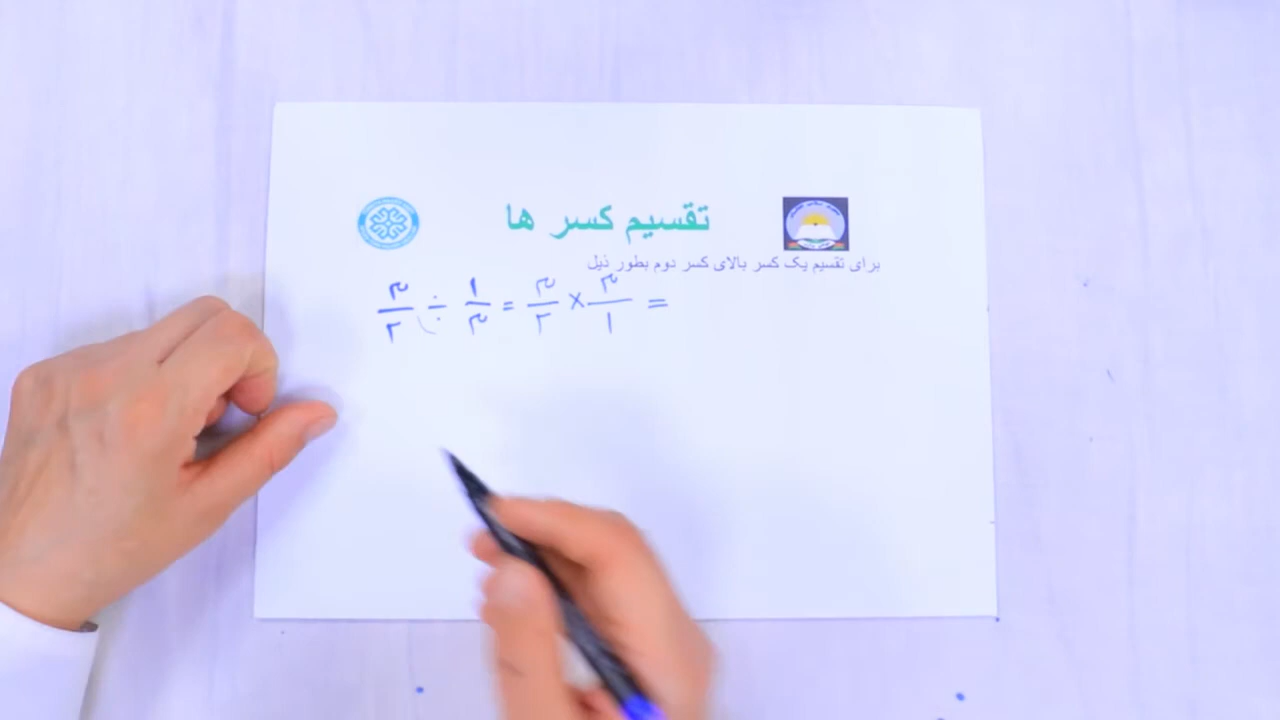 تقسیم کسر ها
برای تقسیم یک کسر بالای کسر دوم بطور ذیل
۳/۲ ÷ ۱/۳ = ۳/۲ × ۳/۱ =